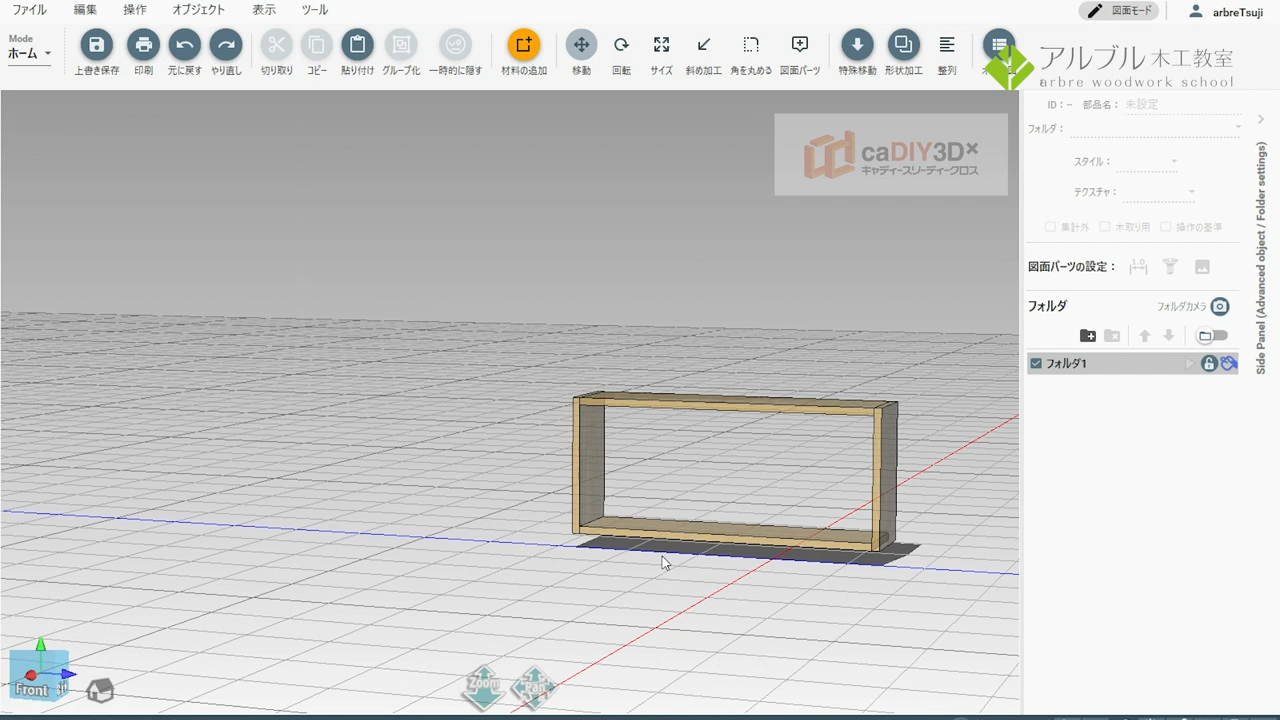 ファイル 編集 操作 オブジェクト 表示 ツール
図面モード arbreTsuji
Mode
ホーム
上書き保存 印刷 元に戻す やり直し 切り取り コピー 貼り付け グループ化 一時的に隠す 材料の追加 移動 回転 サイズ 斜め加工 角を丸める 図面パーツ 特殊移動 形状加工 整列
アルブル木工教室
arbre woodwork school
ID：-- 部品名： 未設定
フォルダ：
スタイル：
テクスチャ：
集計外 木取り用 操作の基準
図面パーツの設定：
1.0
フォルダ フォルダカメラ
フォルダ1
Side Panel (Advanced object / Folder settings)
caDIY3D×
キャディースリーディークロス
Front
Zoom
Pan